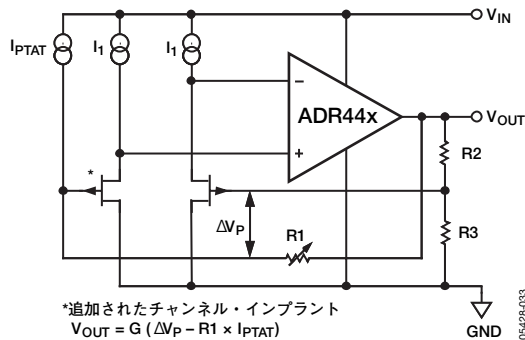 V_IN
I_PTAT
I_1
I_1
ADR44x
V_OUT
R2
*
ΔV_P
R1
R3
*追加されたチャンネル・インプラント
V_OUT = G ( ΔV_P – R1 × I_PTAT)
GND
05428-033